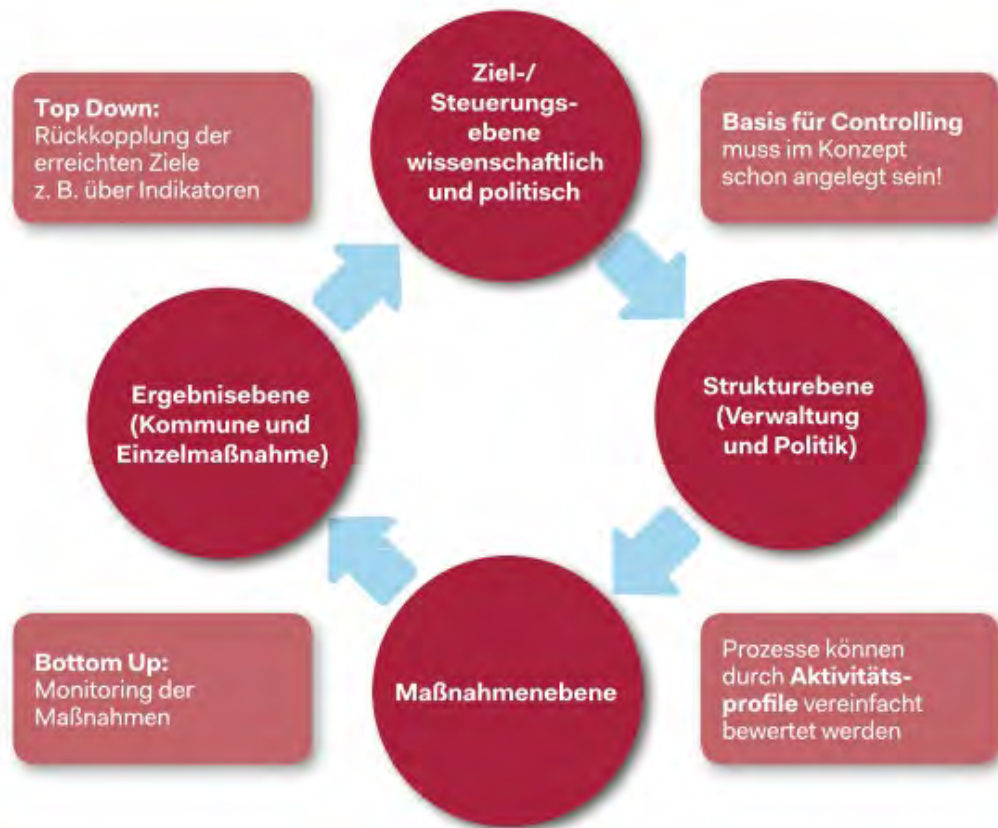 Ziel-/
Steuerungs-
ebene
wissenschaftlich
und politisch
Top Down:
Rückkopplung der
erreichten Ziele
z. B. über Indikatoren
Basis für Controlling
muss im Konzept
schon angelegt sein!
Ergebnisebene
(Kommune und
Einzelmaßnahme)
Strukturebene
(Verwaltung
und Politik)
Bottom Up:
Monitoring der
Maßnahmen
Maßnahmenebene
Prozesse können
durch Aktivitäts-
profile vereinfacht
bewertet werden